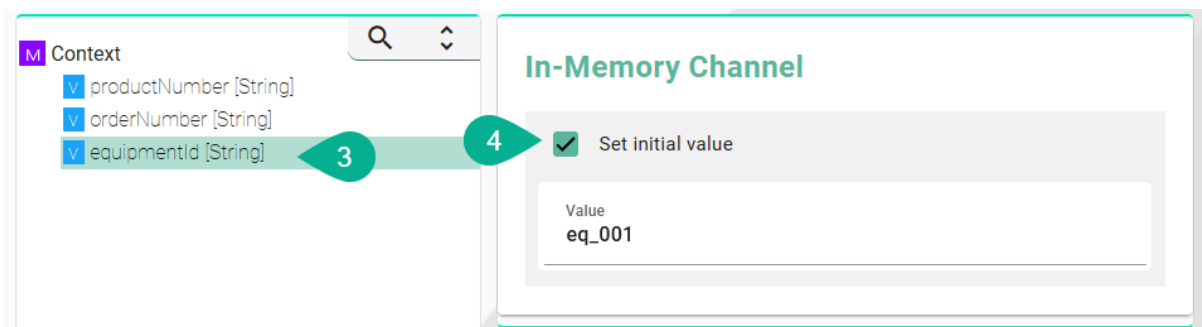 M Context
V productNumber [String]
V orderNumber [String]
V equipmentId [String]
3
In-Memory Channel
4
Set initial value
Value
eq_001